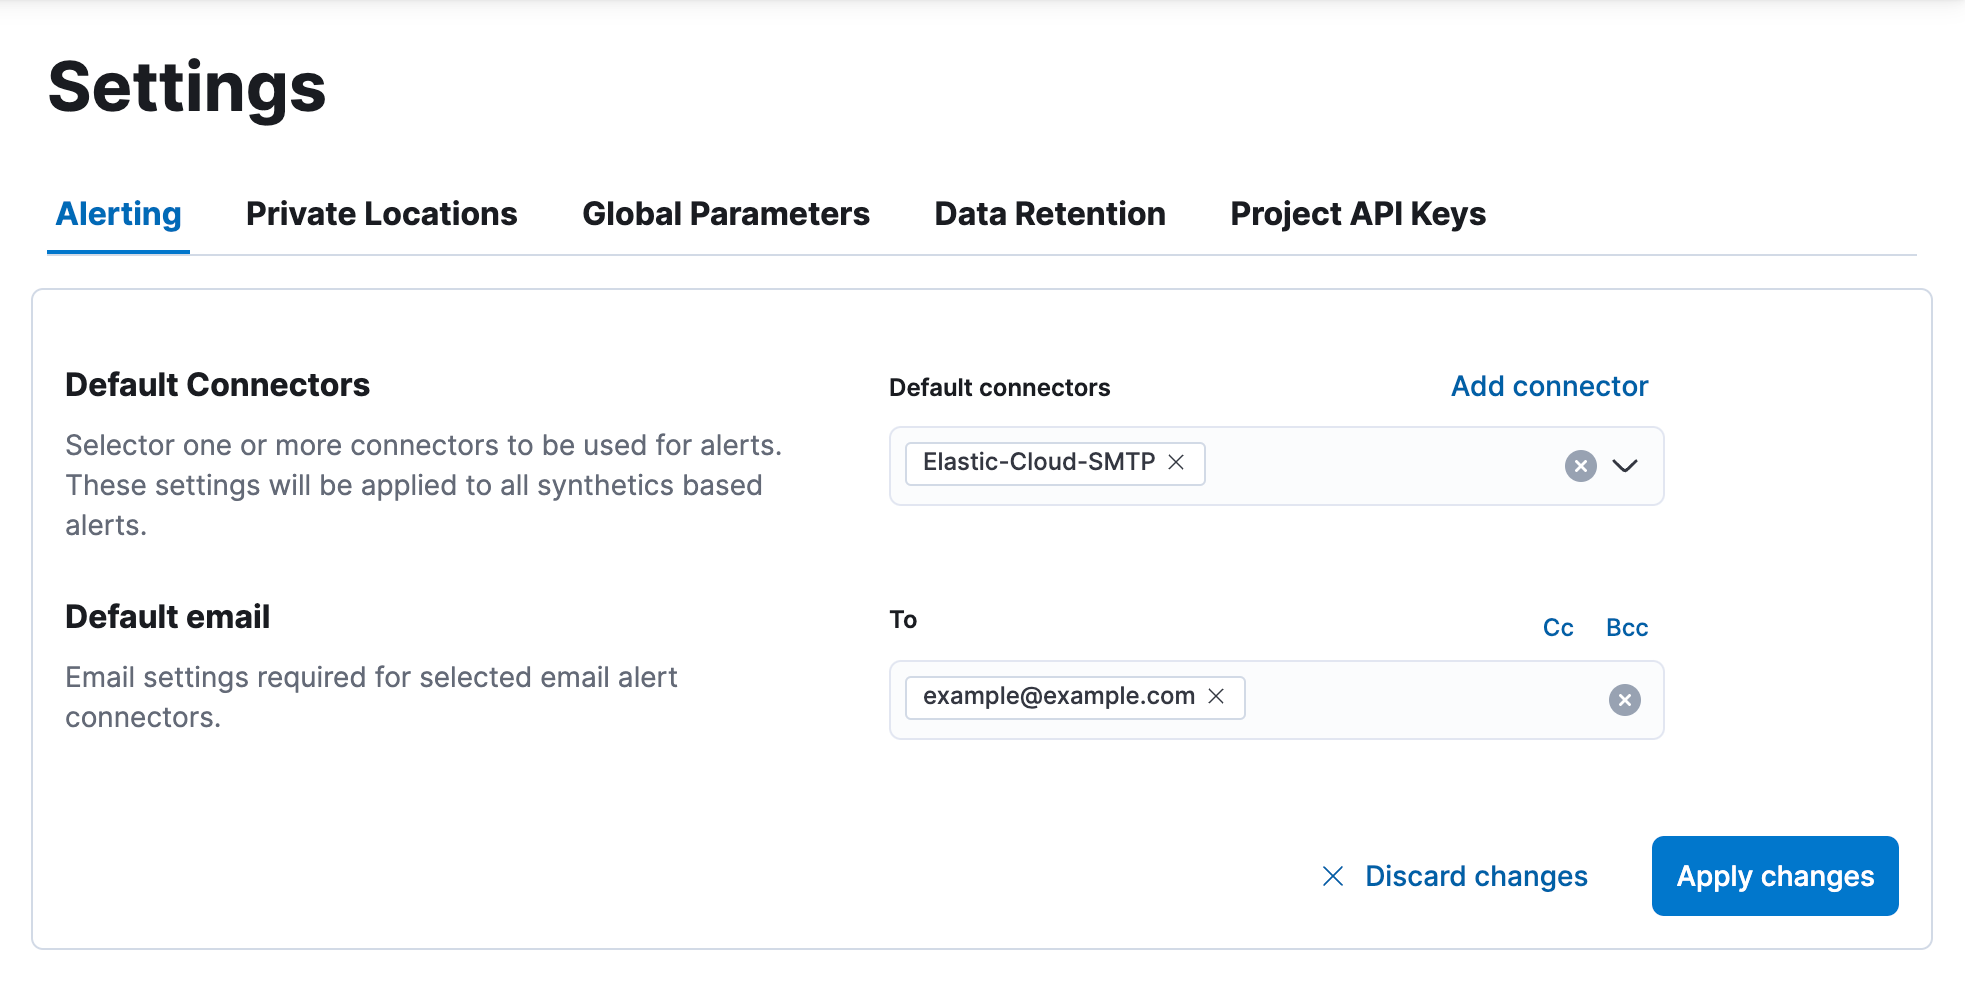 Settings
Alerting Private Locations Global Parameters Data Retention Project API Keys
Default Connectors
Selector one or more connectors to be used for alerts.
These settings will be applied to all synthetics based
alerts.
Default connectors Add connector
Elastic-Cloud-SMTP
Default email
Email settings required for selected email alert
connectors.
To Cc Bcc
example@example.com
Discard changes Apply changes